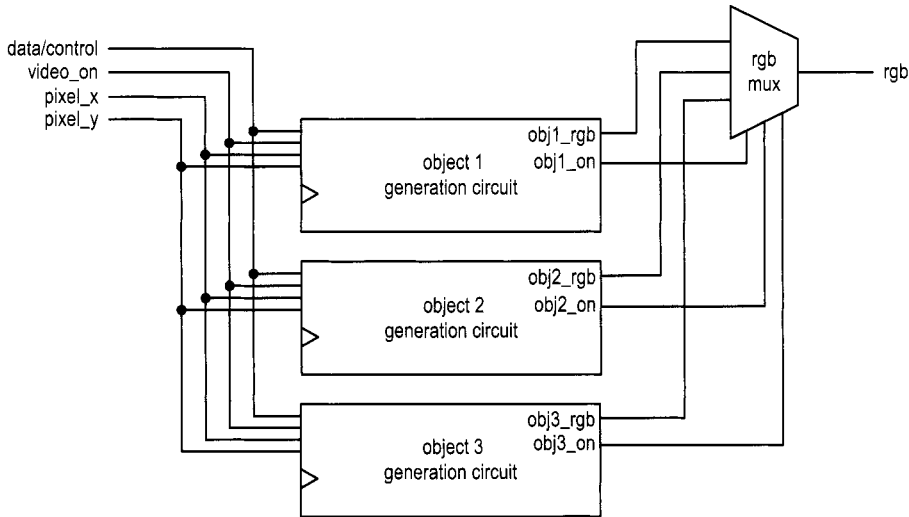 data/control
video_on
pixel_x
pixel_y
rgb
mux
rgb
object 1
generation circuit
obj1_rgb
obj1_on
object 2
generation circuit
obj2_rgb
obj2_on
object 3
generation circuit
obj3_rgb
obj3_on